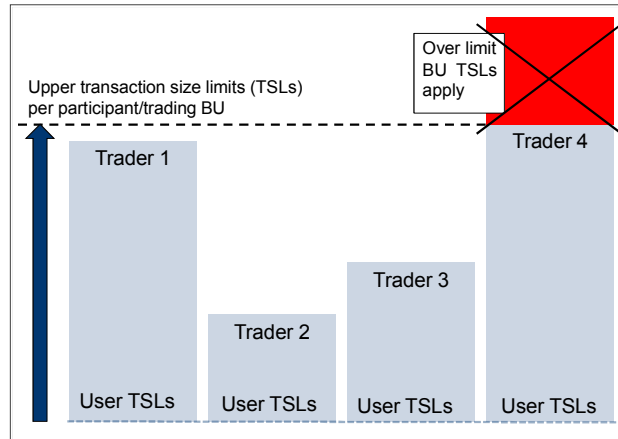 Over limit
BU TSLs
apply
Upper transaction size limits (TSLs)
per participant/trading BU
Trader 1
Trader 4
Trader 3
Trader 2
User TSLs
User TSLs
User TSLs
User TSLs